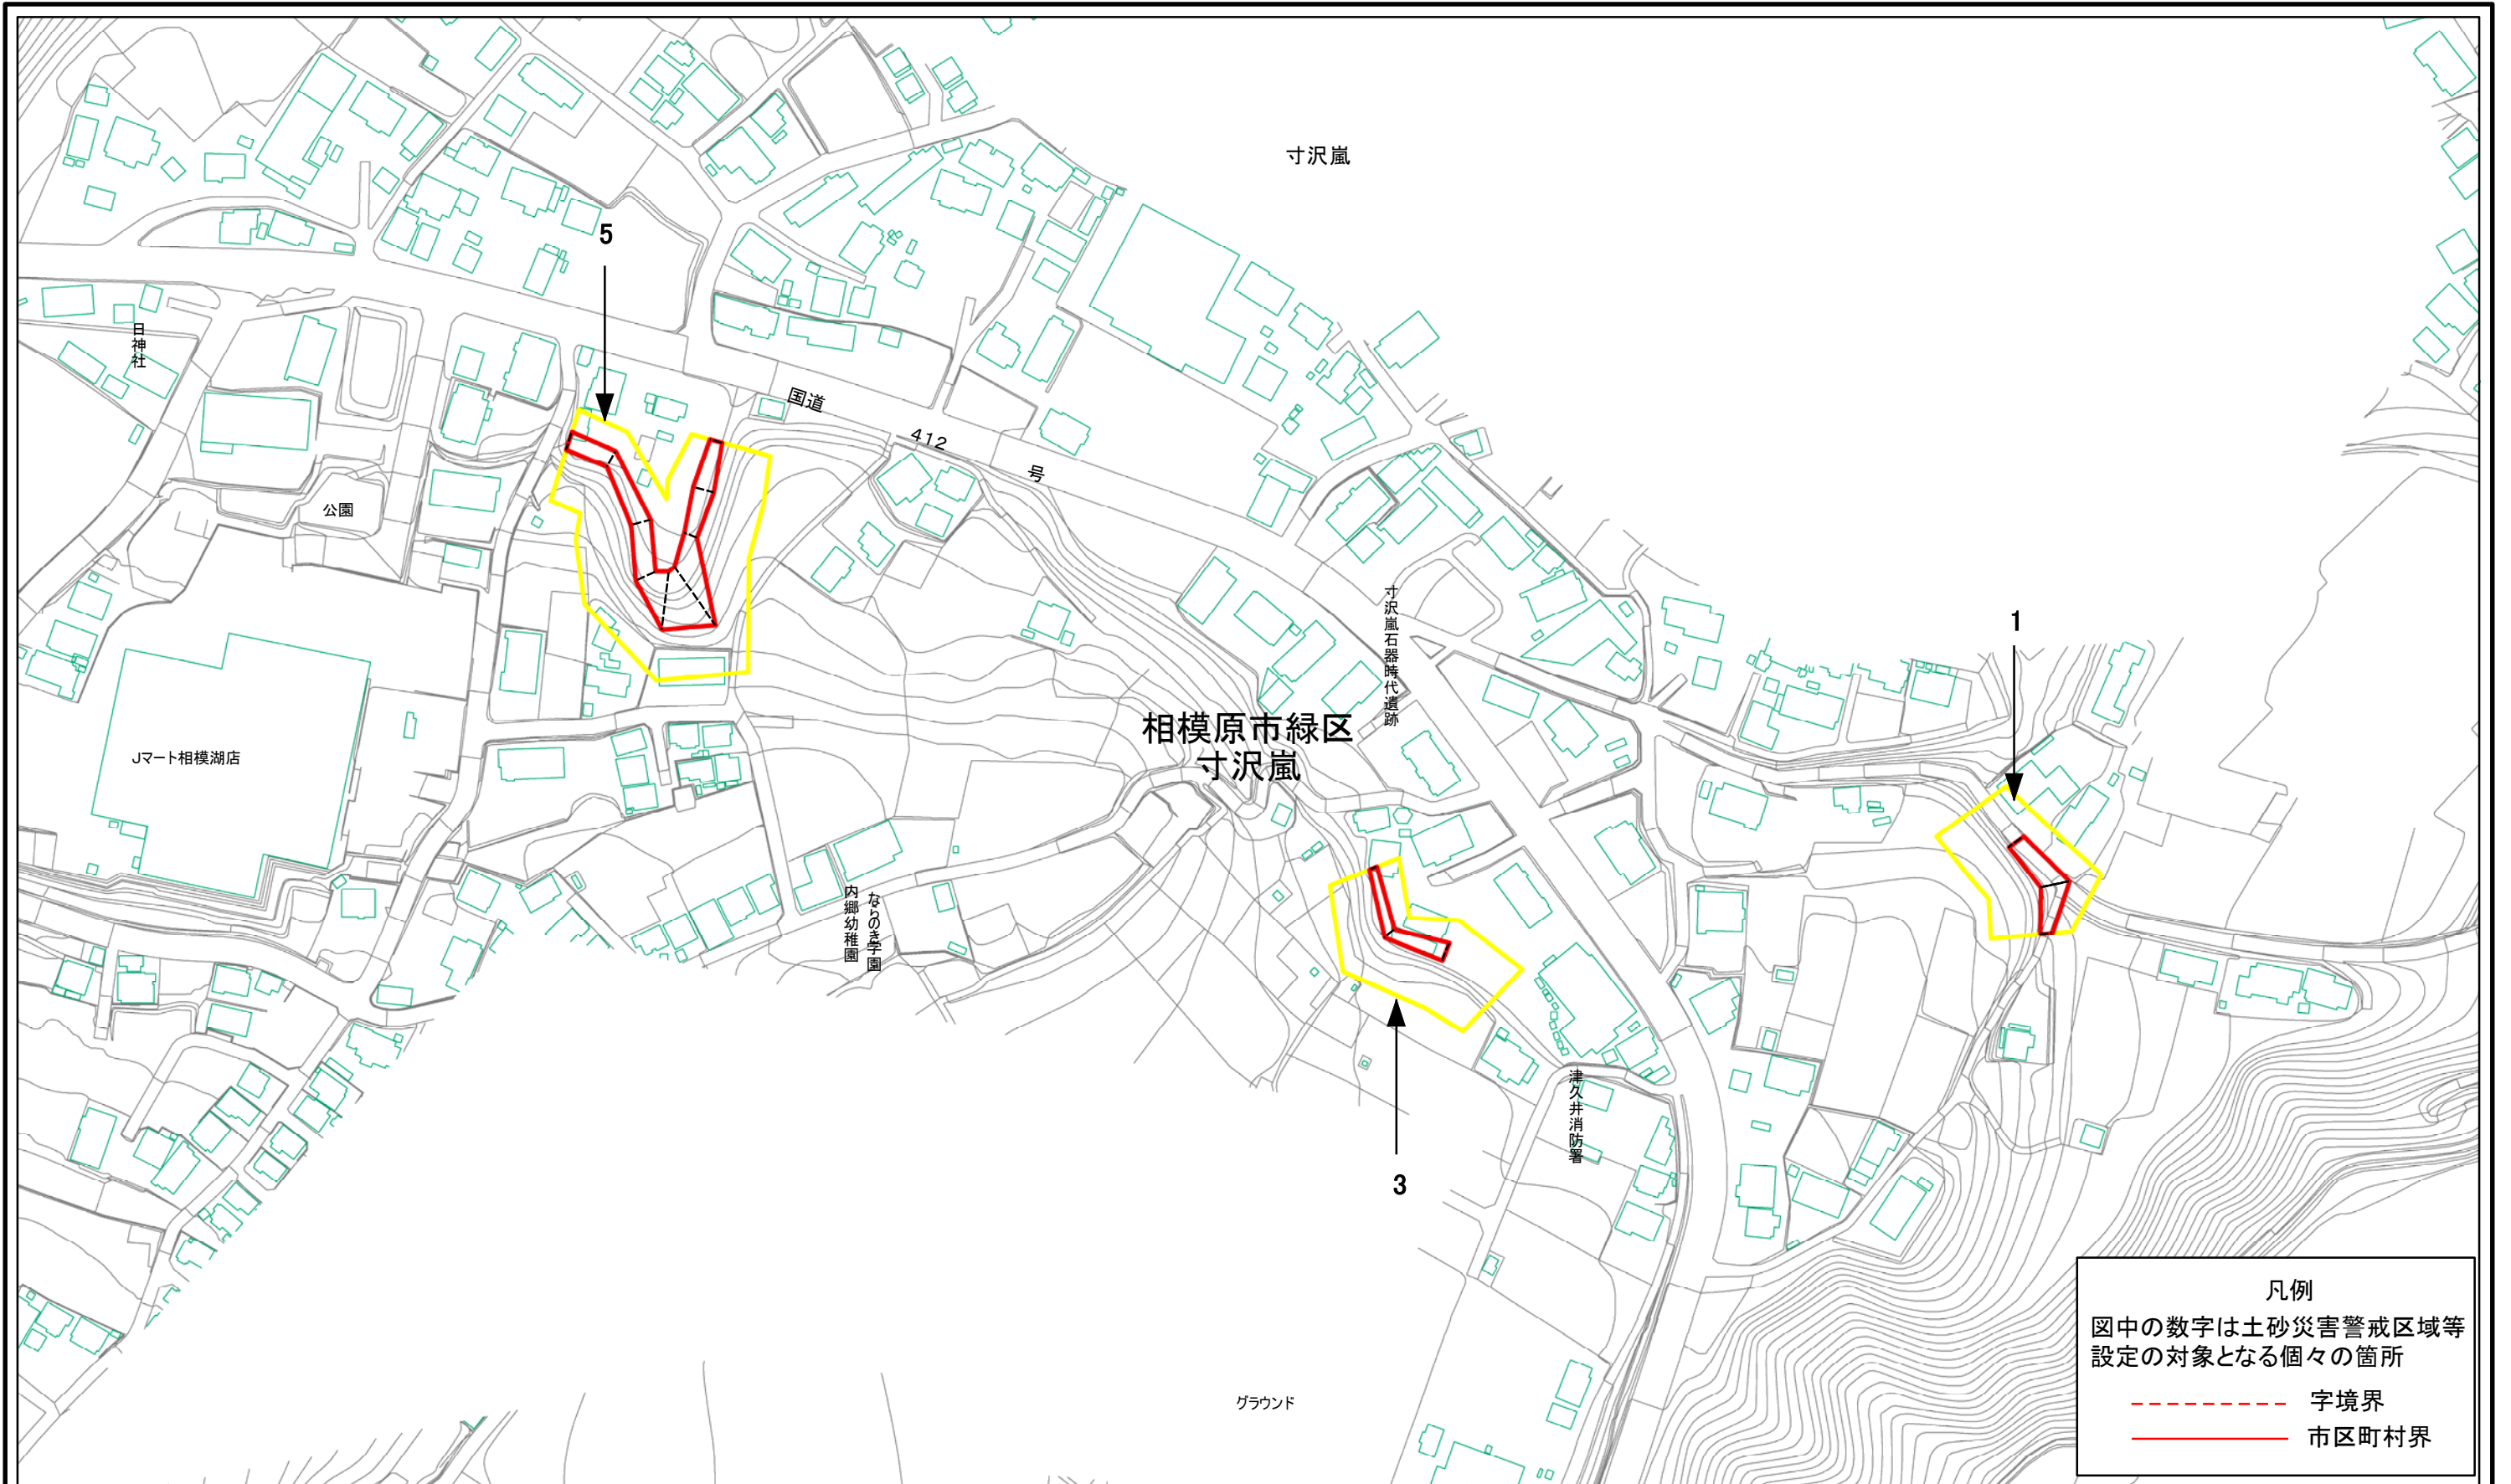 寸沢嵐
5
日神社
国道
412
号
公園
寸沢嵐石器時代遺跡
1
相模原市緑区
寸沢嵐
Jマート相模湖店
内郷幼稚園
ならのき学園
津久井消防署
3
グラウンド
凡例
図中の数字は土砂災害警戒区域等
設定の対象となる個々の箇所
字境界
市区町村界